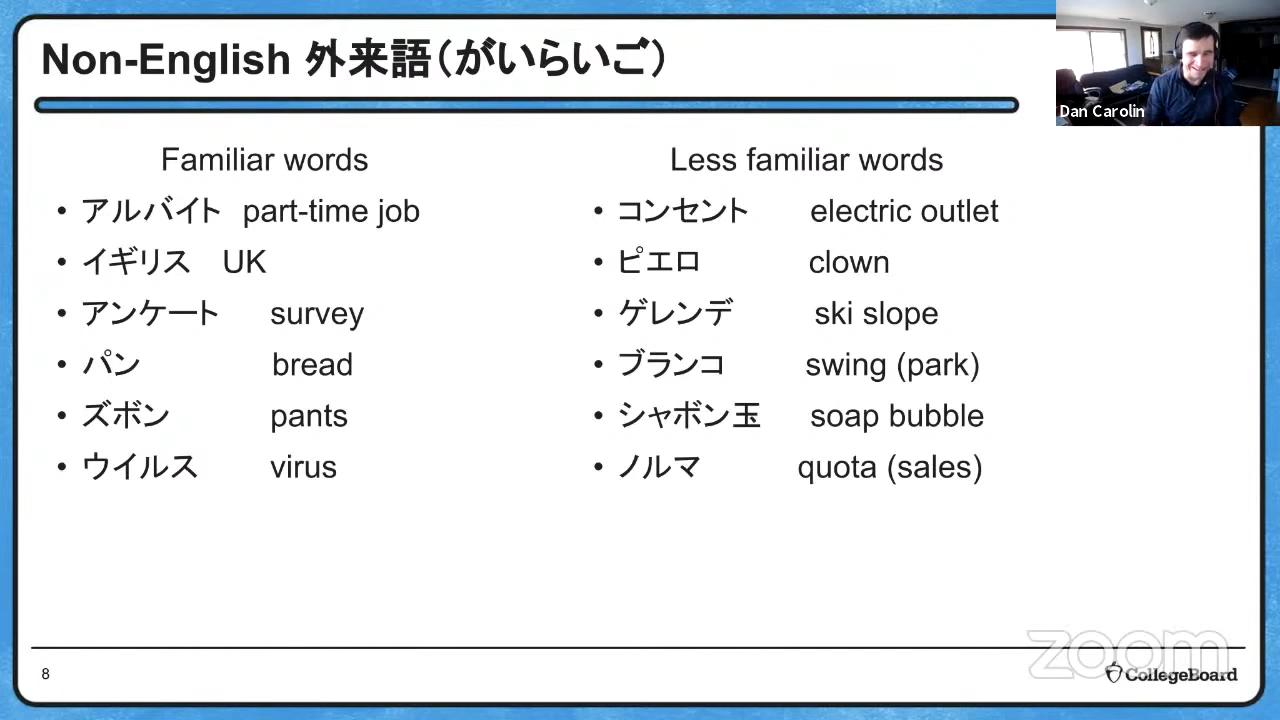 Non-English 外来語（がいらいご）
Dan Carolin
Familiar words
• アルバイト part-time job
• イギリス UK
• アンケート survey
• パン bread
• ズボン pants
• ウイルス virus
Less familiar words
• コンセント electric outlet
• ピエロ clown
• ゲレンデ ski slope
• ブランコ swing (park)
• シャボン玉 soap bubble
• ノルマ quota (sales)
zoom
8
CollegeBoard